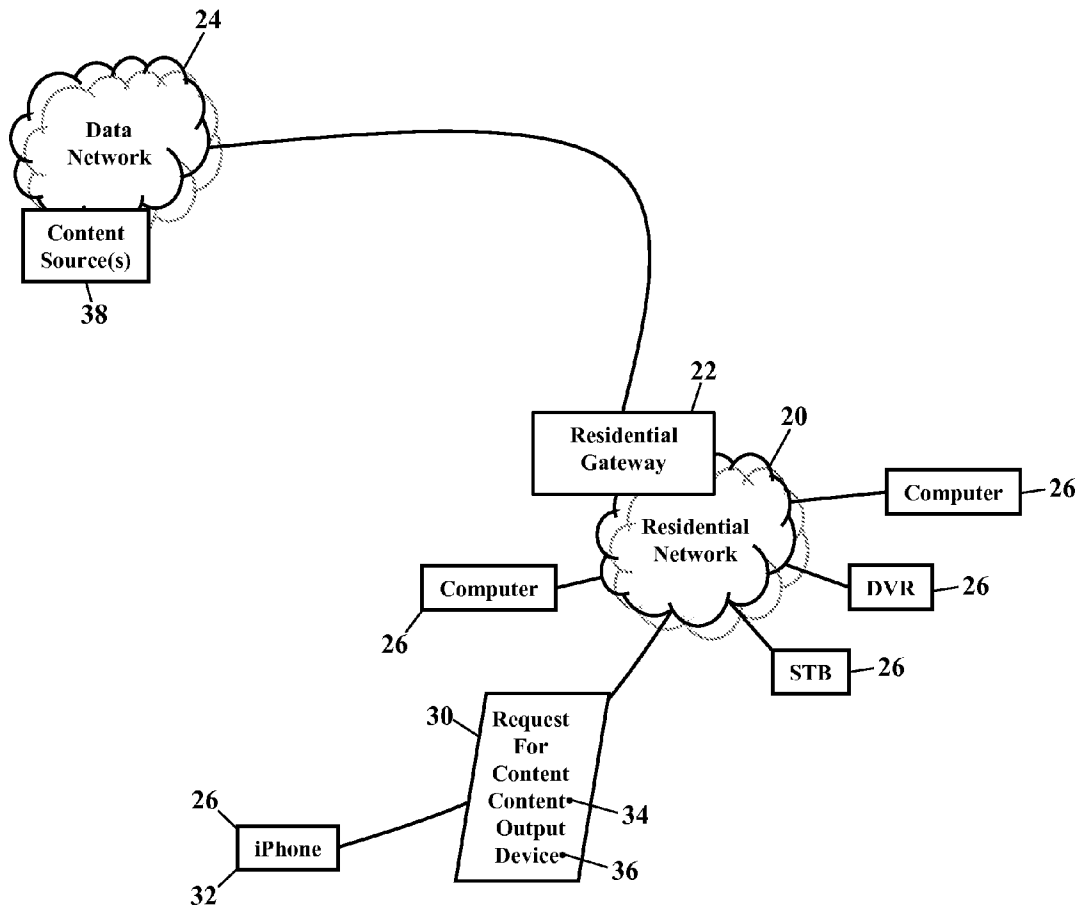 24
Data
Network
Content
Source(s)
38
22
Residential
Gateway
20
Computer
26
Residential
Network
DVR
26
Computer
26
STB
26
30
Request
For
Content
Content
34
Output
Device
36
26
iPhone
32